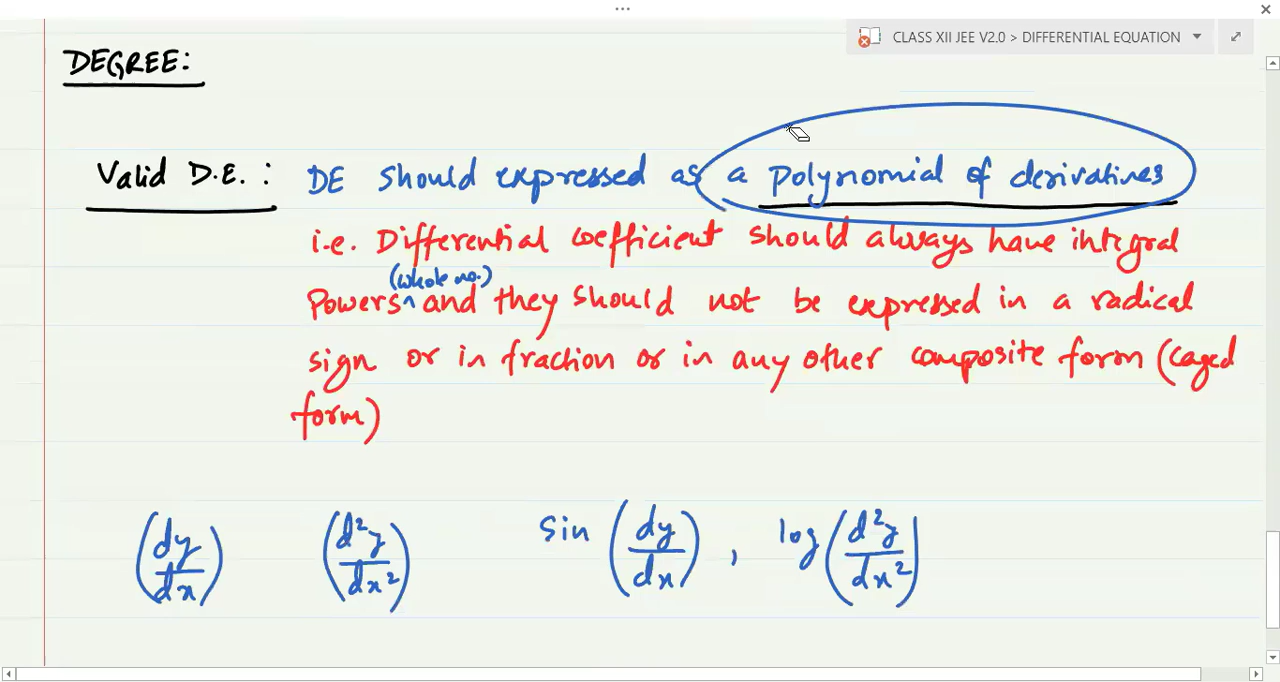 CLASS XII JEE V2.0 > DIFFERENTIAL EQUATION
DEGREE:
Valid D.E. : DE should expressed as a polynomial of derivatives
i.e. Differential coefficient should always have integral
(whole no.)
Powers^ and they should not be expressed in a radical
sign or in fraction or in any other composite form (caged
form)
(dy/dx) (d²y/dx²) sin (dy/dx) , log (d²y/dx²)